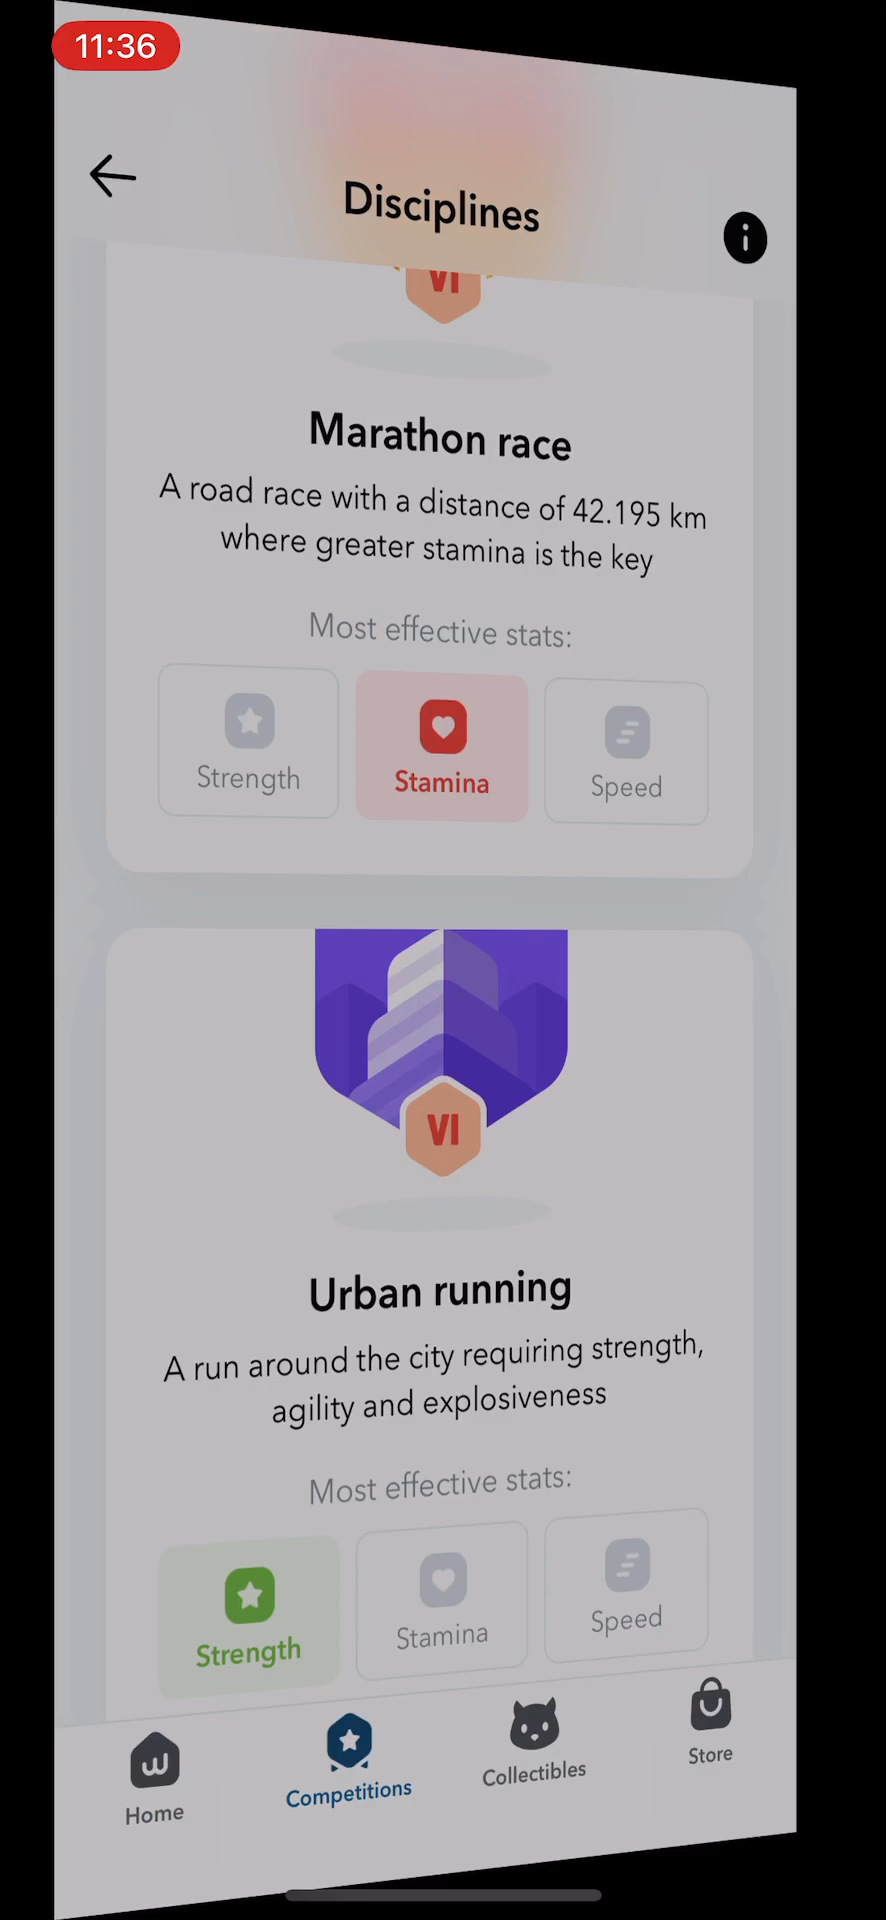 11:36
Disciplines
VI
Marathon race
A road race with a distance of 42.195 km
where greater stamina is the key
Most effective stats:
Strength
Stamina
Speed
VI
Urban running
A run around the city requiring strength,
agility and explosiveness
Most effective stats:
Strength
Stamina
Speed
Home
Competitions
Collectibles
Store